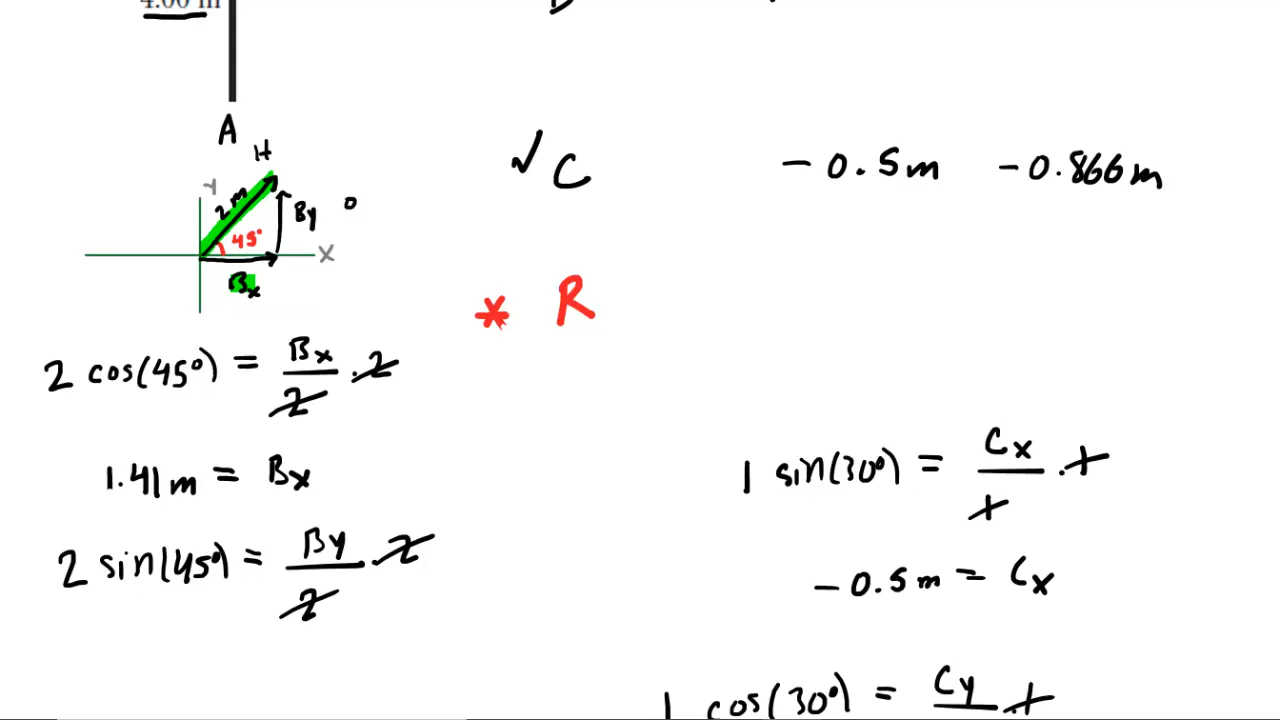 4.00 m
A
H
Y
2 m
By
o
45°
X
Bx
√ C - 0.5m - 0.866m
* R
2 cos(45°) = Bx/2 . 2
1.41m = Bx
2 sin(45°) = By/2 . 2
1 sin(30°) = Cx/1 . 1
- 0.5m = Cx
1 cos(30°) = Cy . 1